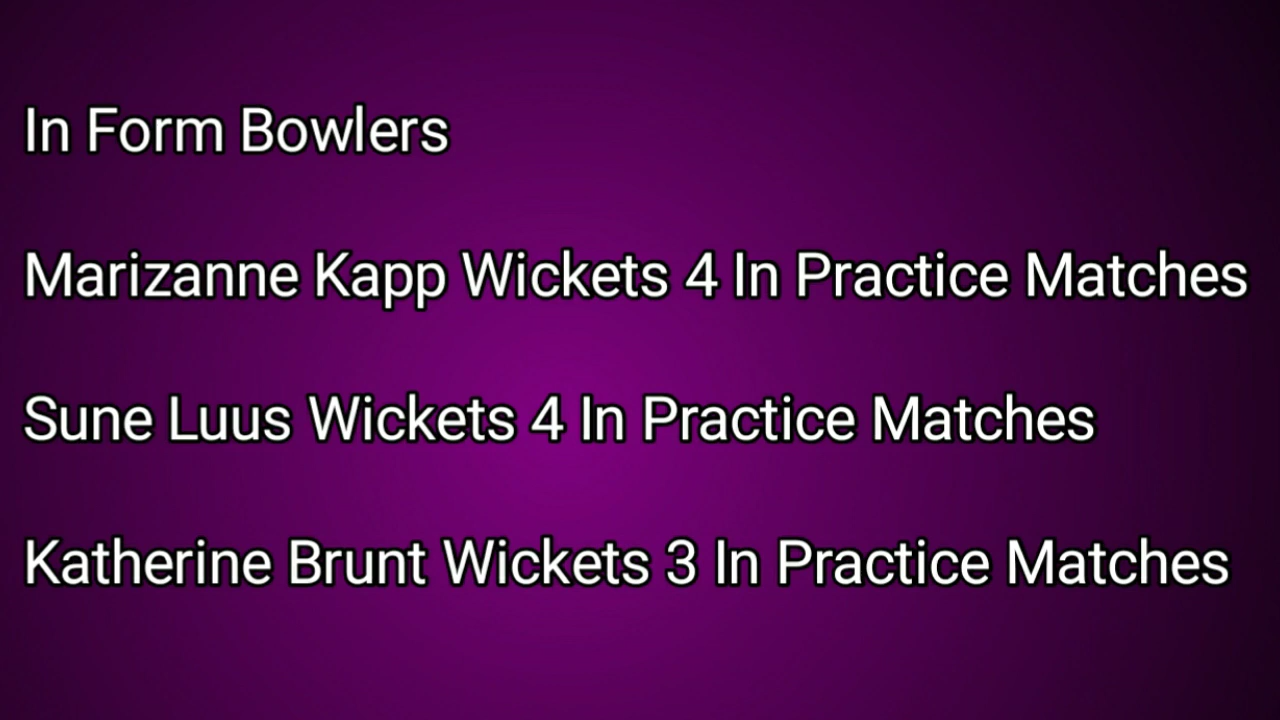 In Form Bowlers
Marizanne Kapp Wickets 4 In Practice Matches
Sune Luus Wickets 4 In Practice Matches
Katherine Brunt Wickets 3 In Practice Matches